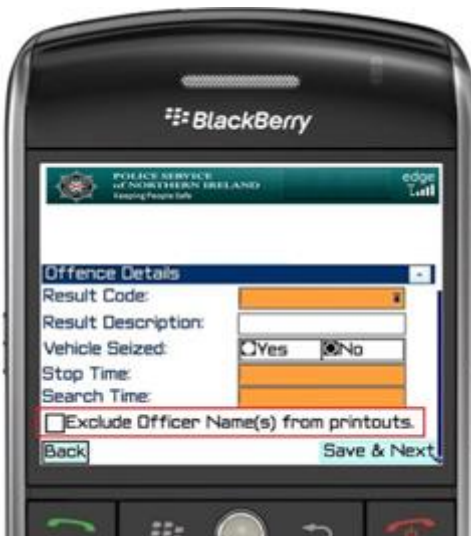 BlackBerry
POLICE SERVICE
of NORTHERN IRELAND
Keeping People Safe
edge
Offence Details
Result Code:
Result Description:
Vehicle Seized: Yes No
Stop Time:
Search Time:
Exclude Officer Name(s) from printouts.
Back Save & Next